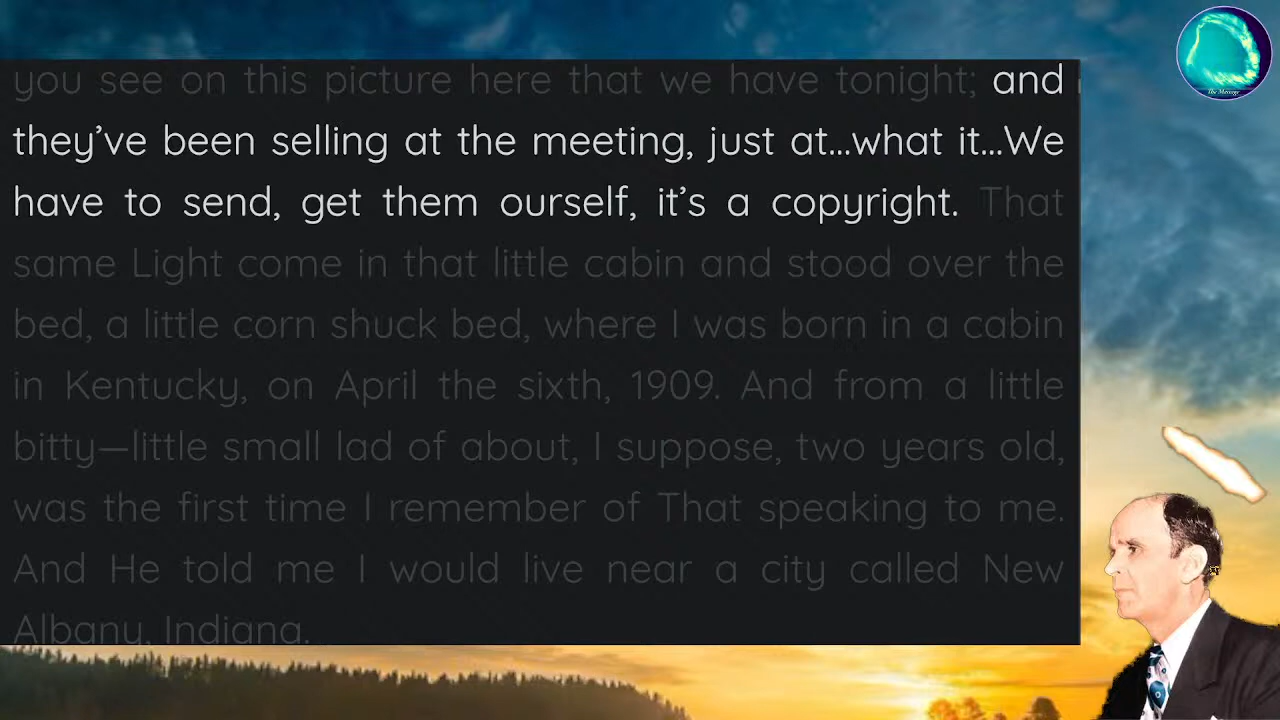 you see on this picture here that we have tonight; and
they’ve been selling at the meeting, just at...what it...We
have to send, get them ourself, it’s a copyright. That
same Light come in that little cabin and stood over the
bed, a little corn shuck bed, where I was born in a cabin
in Kentucky, on April the sixth, 1909. And from a little
bitty—little small lad of about, I suppose, two years old,
was the first time I remember of That speaking to me.
And He told me I would live near a city called New
Albany, Indiana.
The Message